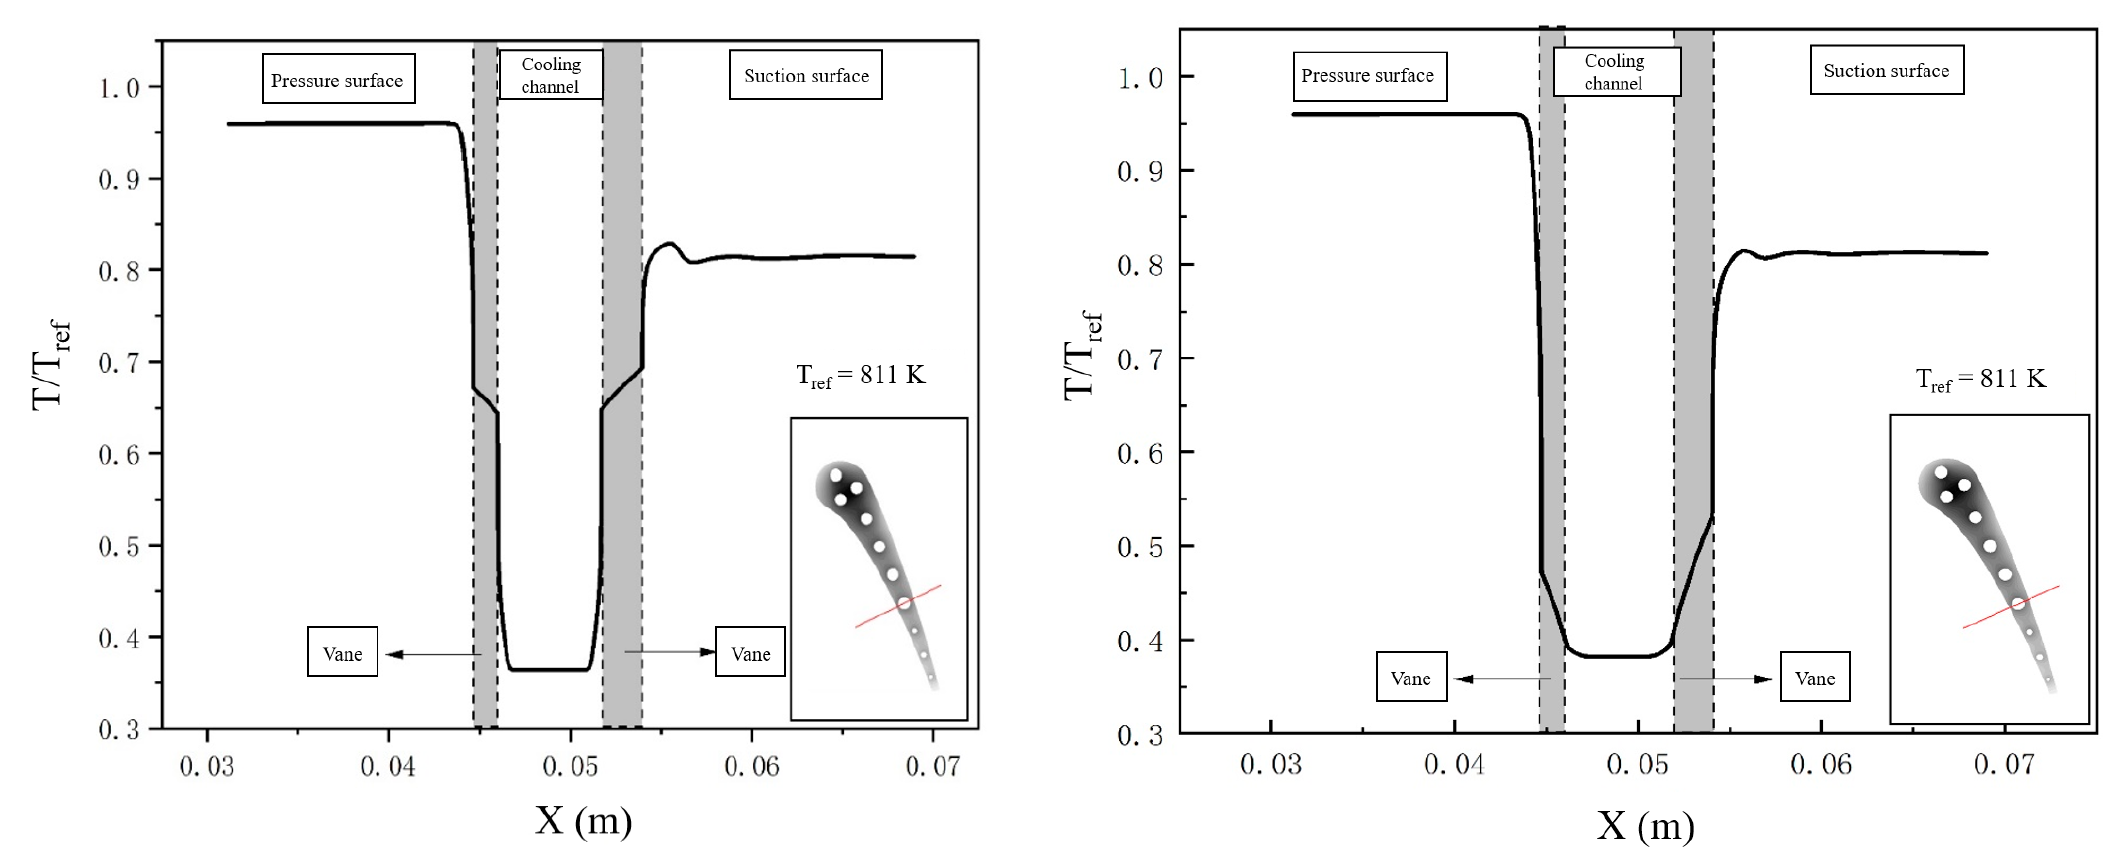 Pressure surface
Cooling
channel
Suction surface
1.0
0.9
0.8
0.7
0.6
0.5
0.4
0.3
T/Tref
Tref = 811 K
Vane
Vane
0.03 0.04 0.05 0.06 0.07
X (m)
Pressure surface
Cooling
channel
Suction surface
1.0
0.9
0.8
0.7
0.6
0.5
0.4
0.3
T/Tref
Tref = 811 K
Vane
Vane
0.03 0.04 0.05 0.06 0.07
X (m)